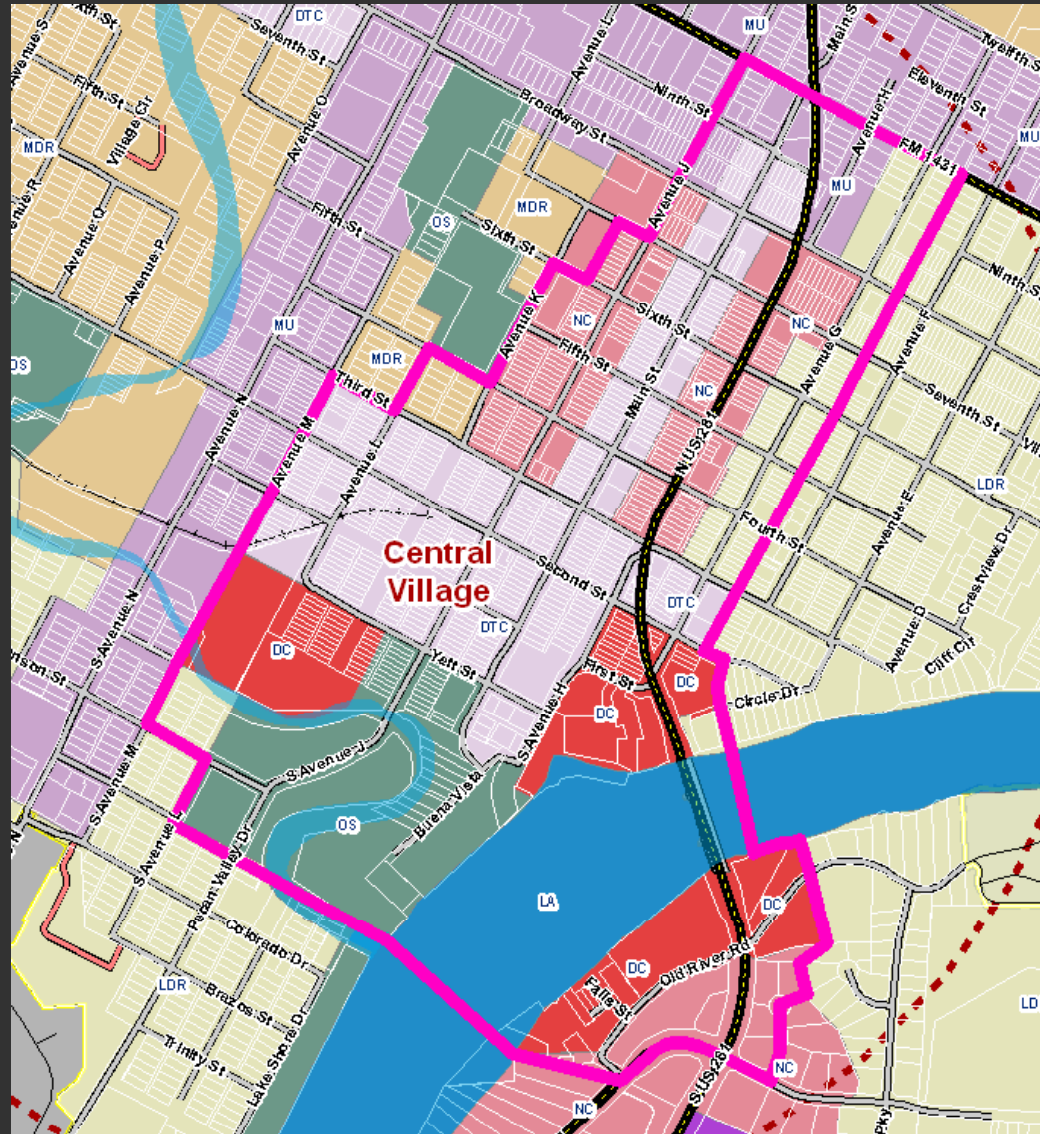 DTC
MU
Main St
Twelfth St
Seventh St
Avenue L
Eleventh St
Fifth St
Ninth St
Avenue H
Avenue O
Broadway St
MU
Village Cir
MDR
FM 1431
MU
Avenue J
Avenue R
MDR
Avenue Q
Fifth St
OS
Sixth St
Avenue P
Ninth St
Avenue K
Sixth St
NC
NC
MU
Avenue F
OS
MDR
Fifth St
Avenue G
Third St
Main St
NC
Seventh St
Avenue N
Avenue M
N US 281
Avenue L
LDR
Fourth St
Avenue E
Central
Village
Second St
Crestview Dr
S Avenue N
DTC
DTC
Avenue D
Cliff Cir
DC
Yett St
First St
DC
Circle Dr
S Avenue H
DC
S Avenue M
S Avenue J
Buena Vista
OS
S Avenue L
Pecan Valley Dr
LA
DC
Colorado Dr
Old River Rd
DC
LDR
Falls St
Brazos St
Lake Shore Dr
Trinity St
S US 281
NC
NC
Pky